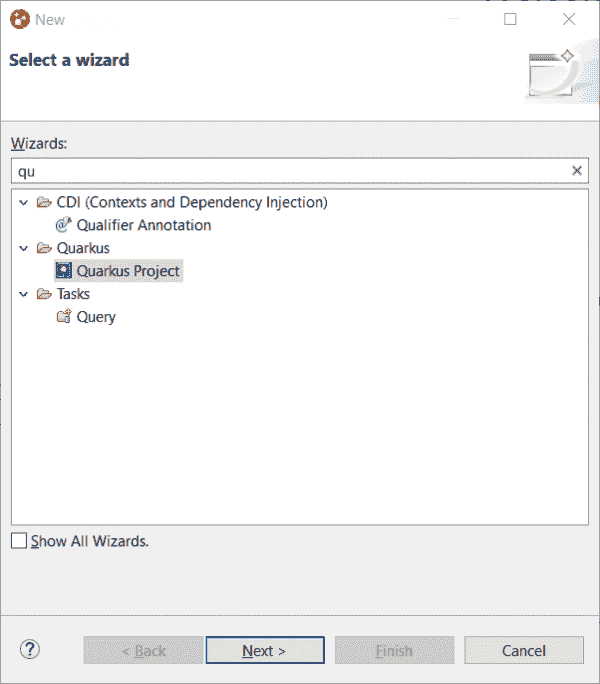 New
Select a wizard
Wizards:
qu
CDI (Contexts and Dependency Injection)
Qualifier Annotation
Quarkus
Quarkus Project
Tasks
Query
Show All Wizards.
? < Back Next > Finish Cancel